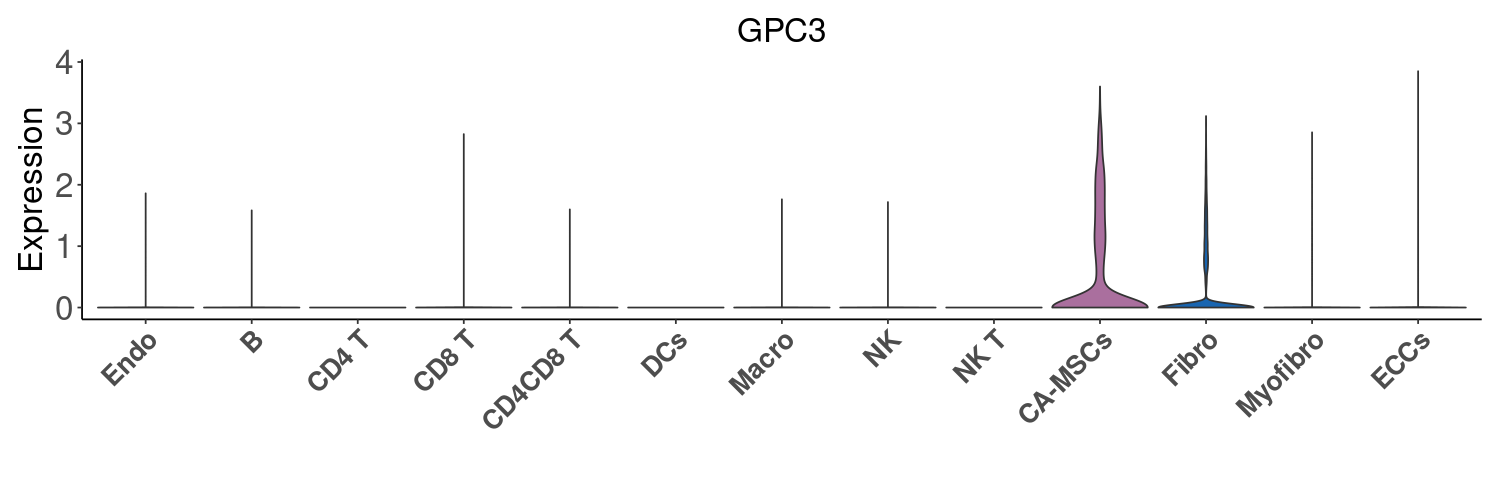 GPC3
Expression
4
3
2
1
0
Endo
B
CD4 T
CD8 T
CD4CD8 T
DCs
Macro
NK
NK T
CA-MSCs
Fibro
Myofibro
ECCs